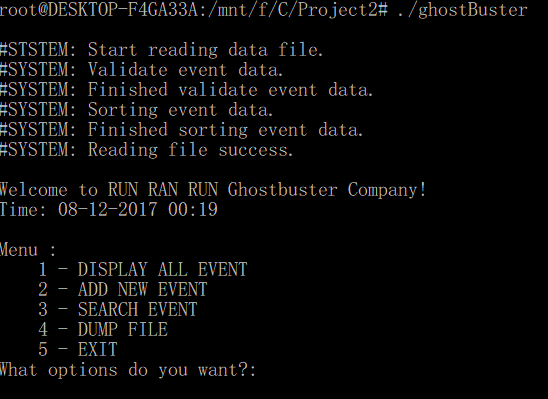 root@DESKTOP-F4GA33A:/mnt/f/C/Project2# ./ghostBuster
#STSTEM: Start reading data file.
#SYSTEM: Validate event data.
#SYSTEM: Finished validate event data.
#SYSTEM: Sorting event data.
#SYSTEM: Finished sorting event data.
#SYSTEM: Reading file success.
Welcome to RUN RAN RUN Ghostbuster Company!
Time: 08-12-2017 00:19
Menu :
1 - DISPLAY ALL EVENT
2 - ADD NEW EVENT
3 - SEARCH EVENT
4 - DUMP FILE
5 - EXIT
What options do you want?: